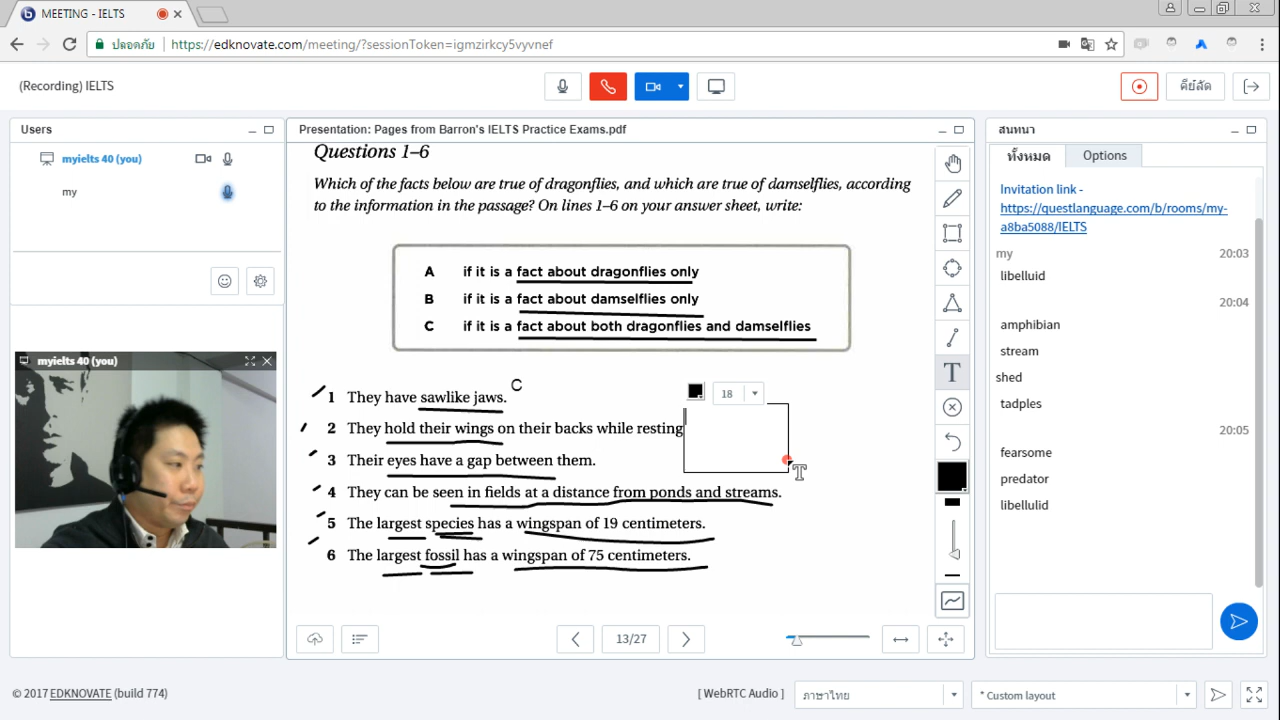 MEETING - IELTS
ปลอดภัย
https://edknovate.com/meeting/?sessionToken=igmzirkcy5vyvnef
(Recording) IELTS
คีย์ลัด
Users
myielts 40 (you)
my
myielts 40 (you)
Presentation: Pages from Barron's IELTS Practice Exams.pdf
Questions 1–6
Which of the facts below are true of dragonflies, and which are true of damselflies, according
to the information in the passage? On lines 1–6 on your answer sheet, write:
A if it is a fact about dragonflies only
B if it is a fact about damselflies only
C if it is a fact about both dragonflies and damselflies
1 They have sawlike jaws. C
2 They hold their wings on their backs while resting
3 Their eyes have a gap between them.
4 They can be seen in fields at a distance from ponds and streams.
5 The largest species has a wingspan of 19 centimeters.
6 The largest fossil has a wingspan of 75 centimeters.
18
T
13/27
สนทนา
ทั้งหมด
Options
Invitation link -
https://questlanguage.com/b/rooms/my-
a8ba5088/IELTS
my 20:03
libelluid
20:04
amphibian
stream
shed
tadples
20:05
fearsome
predator
libellulid
© 2017 EDKNOVATE (build 774)
[ WebRTC Audio ]
ภาษาไทย
* Custom layout